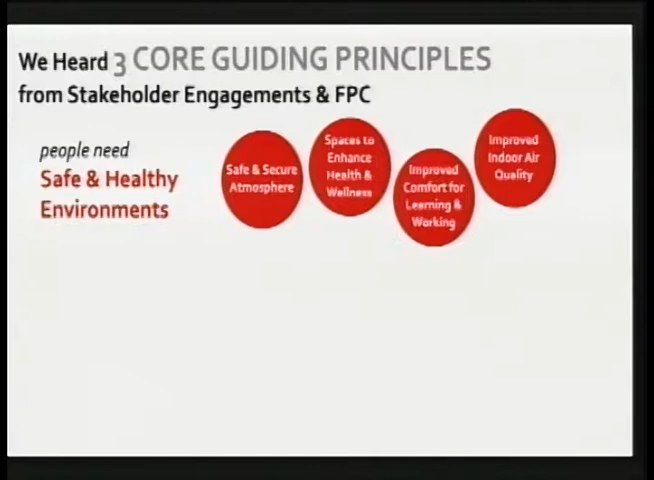 We Heard 3 CORE GUIDING PRINCIPLES
from Stakeholder Engagements & FPC
people need
Safe & Healthy
Environments
Safe & Secure
Atmosphere
Spaces to
Enhance
Health &
Wellness
Improved
Comfort for
Learning &
Working
Improved
Indoor Air
Quality